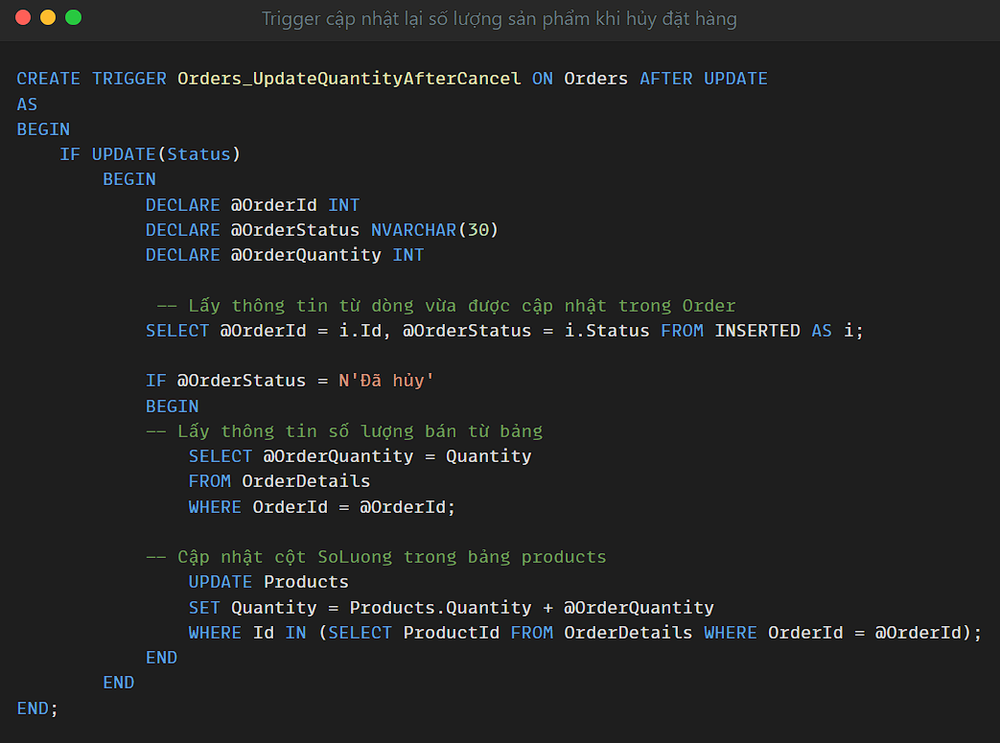 Trigger cập nhật lại số lượng sản phẩm khi hủy đặt hàng
CREATE TRIGGER Orders_UpdateQuantityAfterCancel ON Orders AFTER UPDATE
AS
BEGIN
    IF UPDATE(Status)
        BEGIN
            DECLARE @OrderId INT
            DECLARE @OrderStatus NVARCHAR(30)
            DECLARE @OrderQuantity INT
             -- Lấy thông tin từ dòng vừa được cập nhật trong Order
            SELECT @OrderId = i.Id, @OrderStatus = i.Status FROM INSERTED AS i;
            IF @OrderStatus = N'Đã hủy'
            BEGIN
            -- Lấy thông tin số lượng bán từ bảng
                SELECT @OrderQuantity = Quantity
                FROM OrderDetails
                WHERE OrderId = @OrderId;
            -- Cập nhật cột SoLuong trong bảng products
                UPDATE Products
                SET Quantity = Products.Quantity + @OrderQuantity
                WHERE Id IN (SELECT ProductId FROM OrderDetails WHERE OrderId = @OrderId);
            END
        END
END;